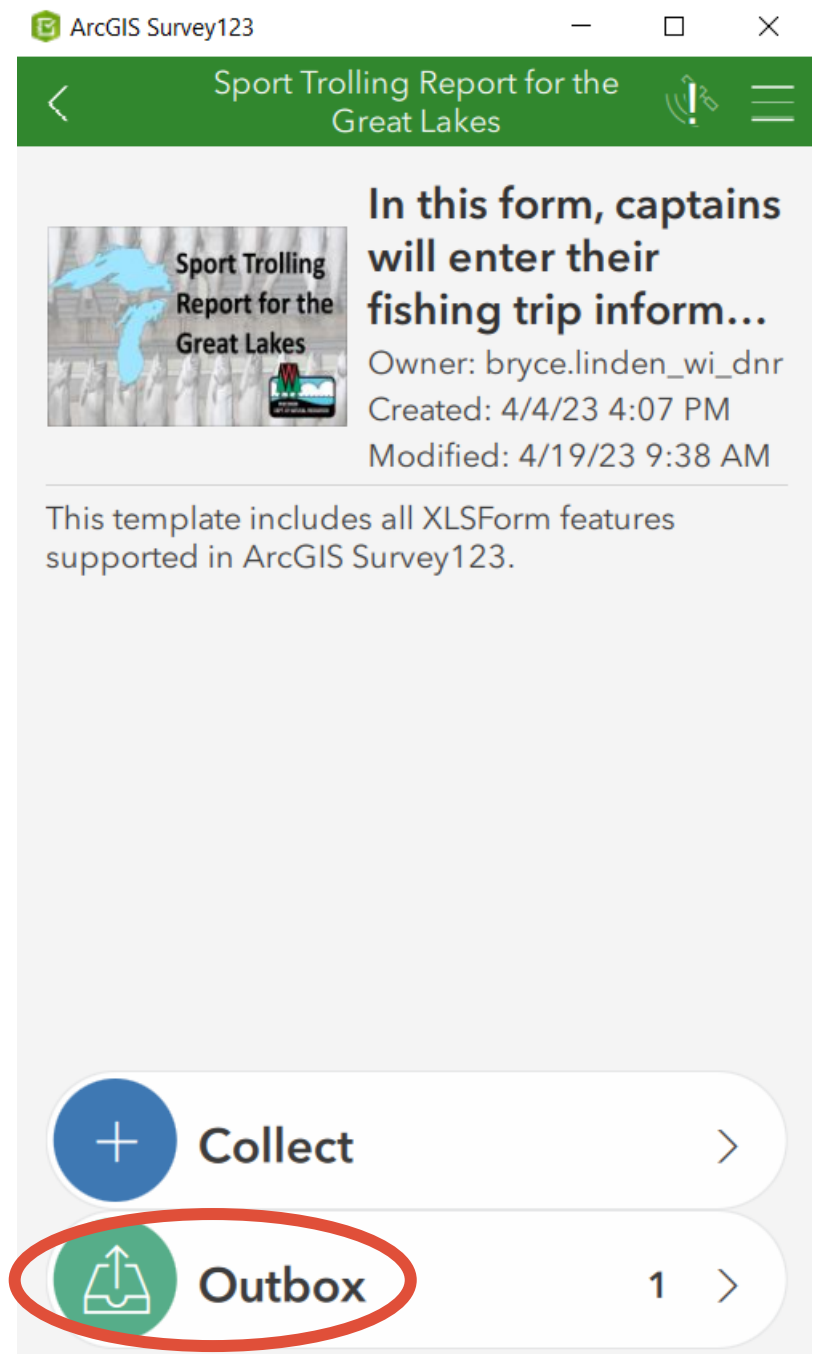 ArcGIS Survey123
Sport Trolling Report for the
Great Lakes
In this form, captains
will enter their
fishing trip inform...
Sport Trolling
Report for the
Great Lakes
Owner: bryce.linden_wi_dnr
Created: 4/4/23 4:07 PM
Modified: 4/19/23 9:38 AM
This template includes all XLSForm features
supported in ArcGIS Survey123.
Collect
Outbox 1